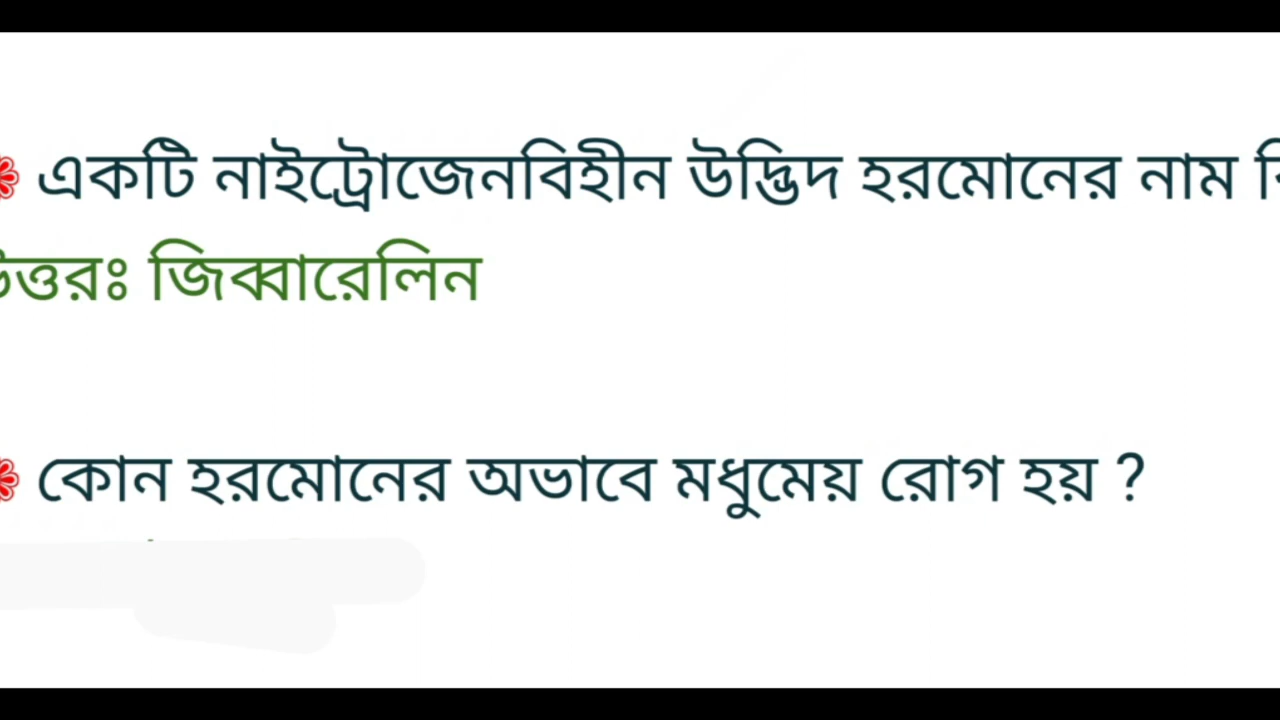 একটি নাইট্রোজেনবিহীন উদ্ভিদ হরমোনের নাম
উত্তরঃ জিব্বারেলিন
কোন হরমোনের অভাবে মধুমেয় রোগ হয় ?